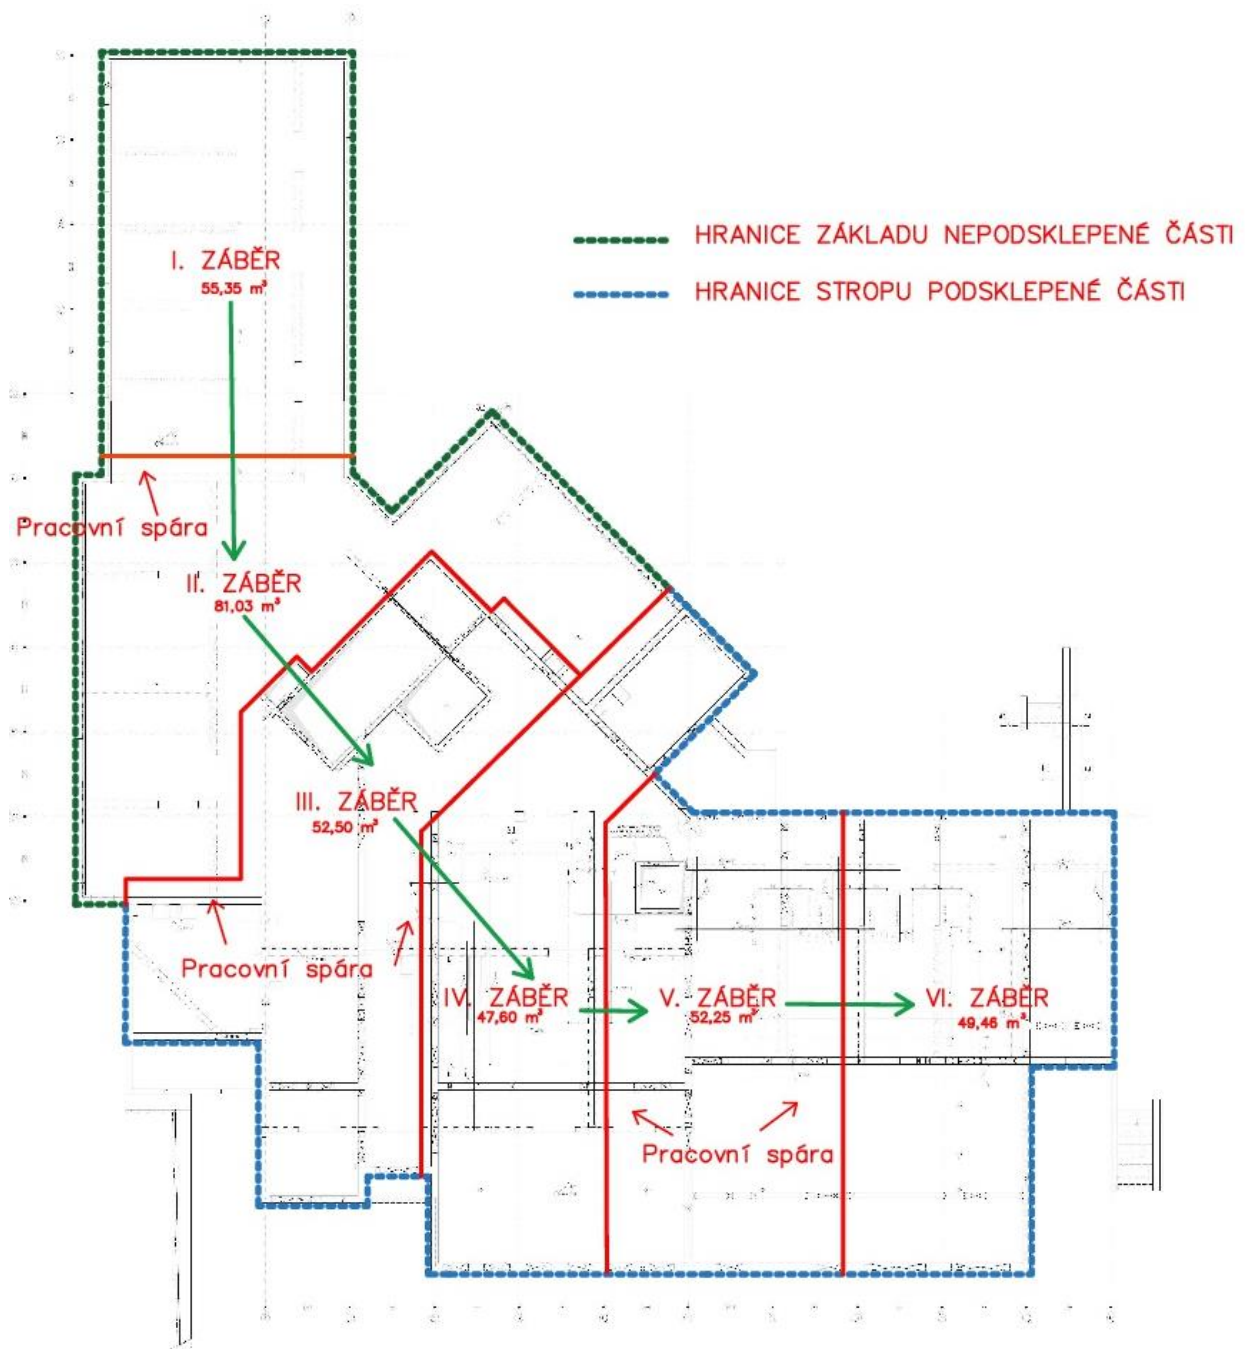 HRANICE ZÁKLADU NEPODSKLEPENÉ ČÁSTI
I. ZÁBĚR
55,35 m³
HRANICE STROPU PODSKLEPENÉ ČÁSTI
Pracovní spára
II. ZÁBĚR
81,03 m³
III. ZÁBĚR
52,50 m³
Pracovní spára
IV. ZÁBĚR
47,60 m³
V. ZÁBĚR
52,25 m³
VI. ZÁBĚR
49,46 m³
Pracovní spára